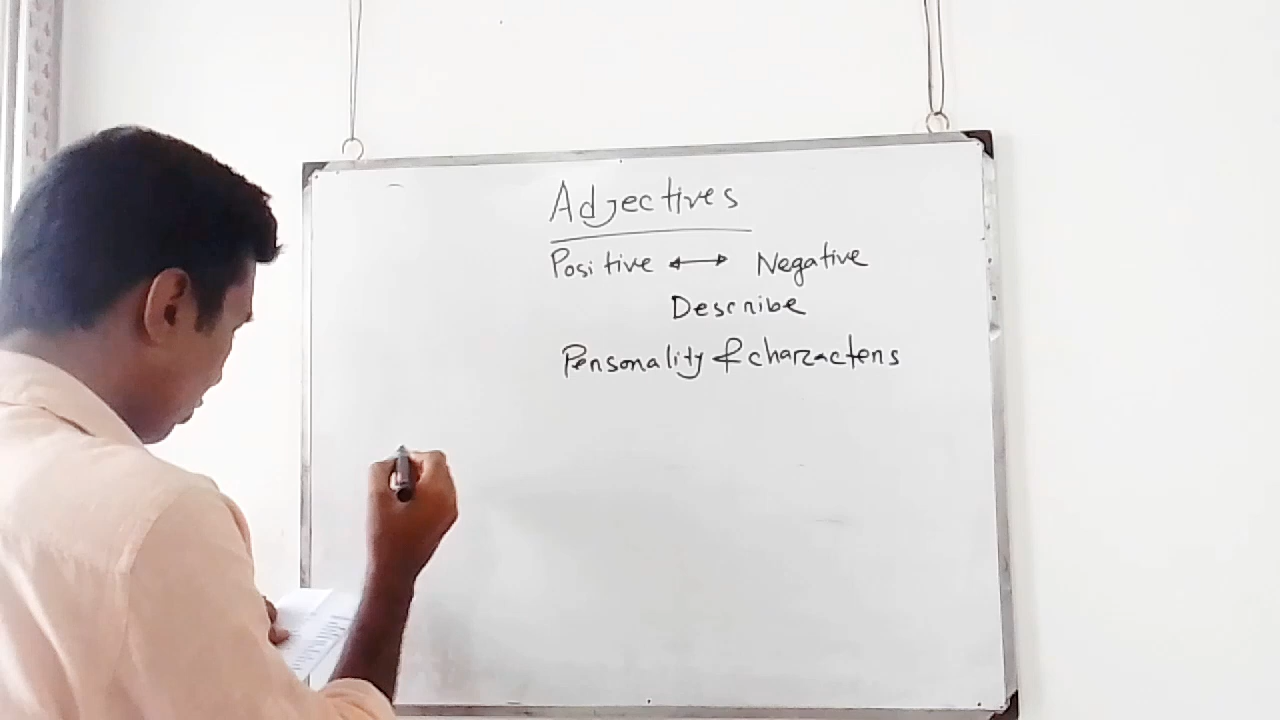 Adjectives
Positive ↔ Negative
Describe
Personality & characters